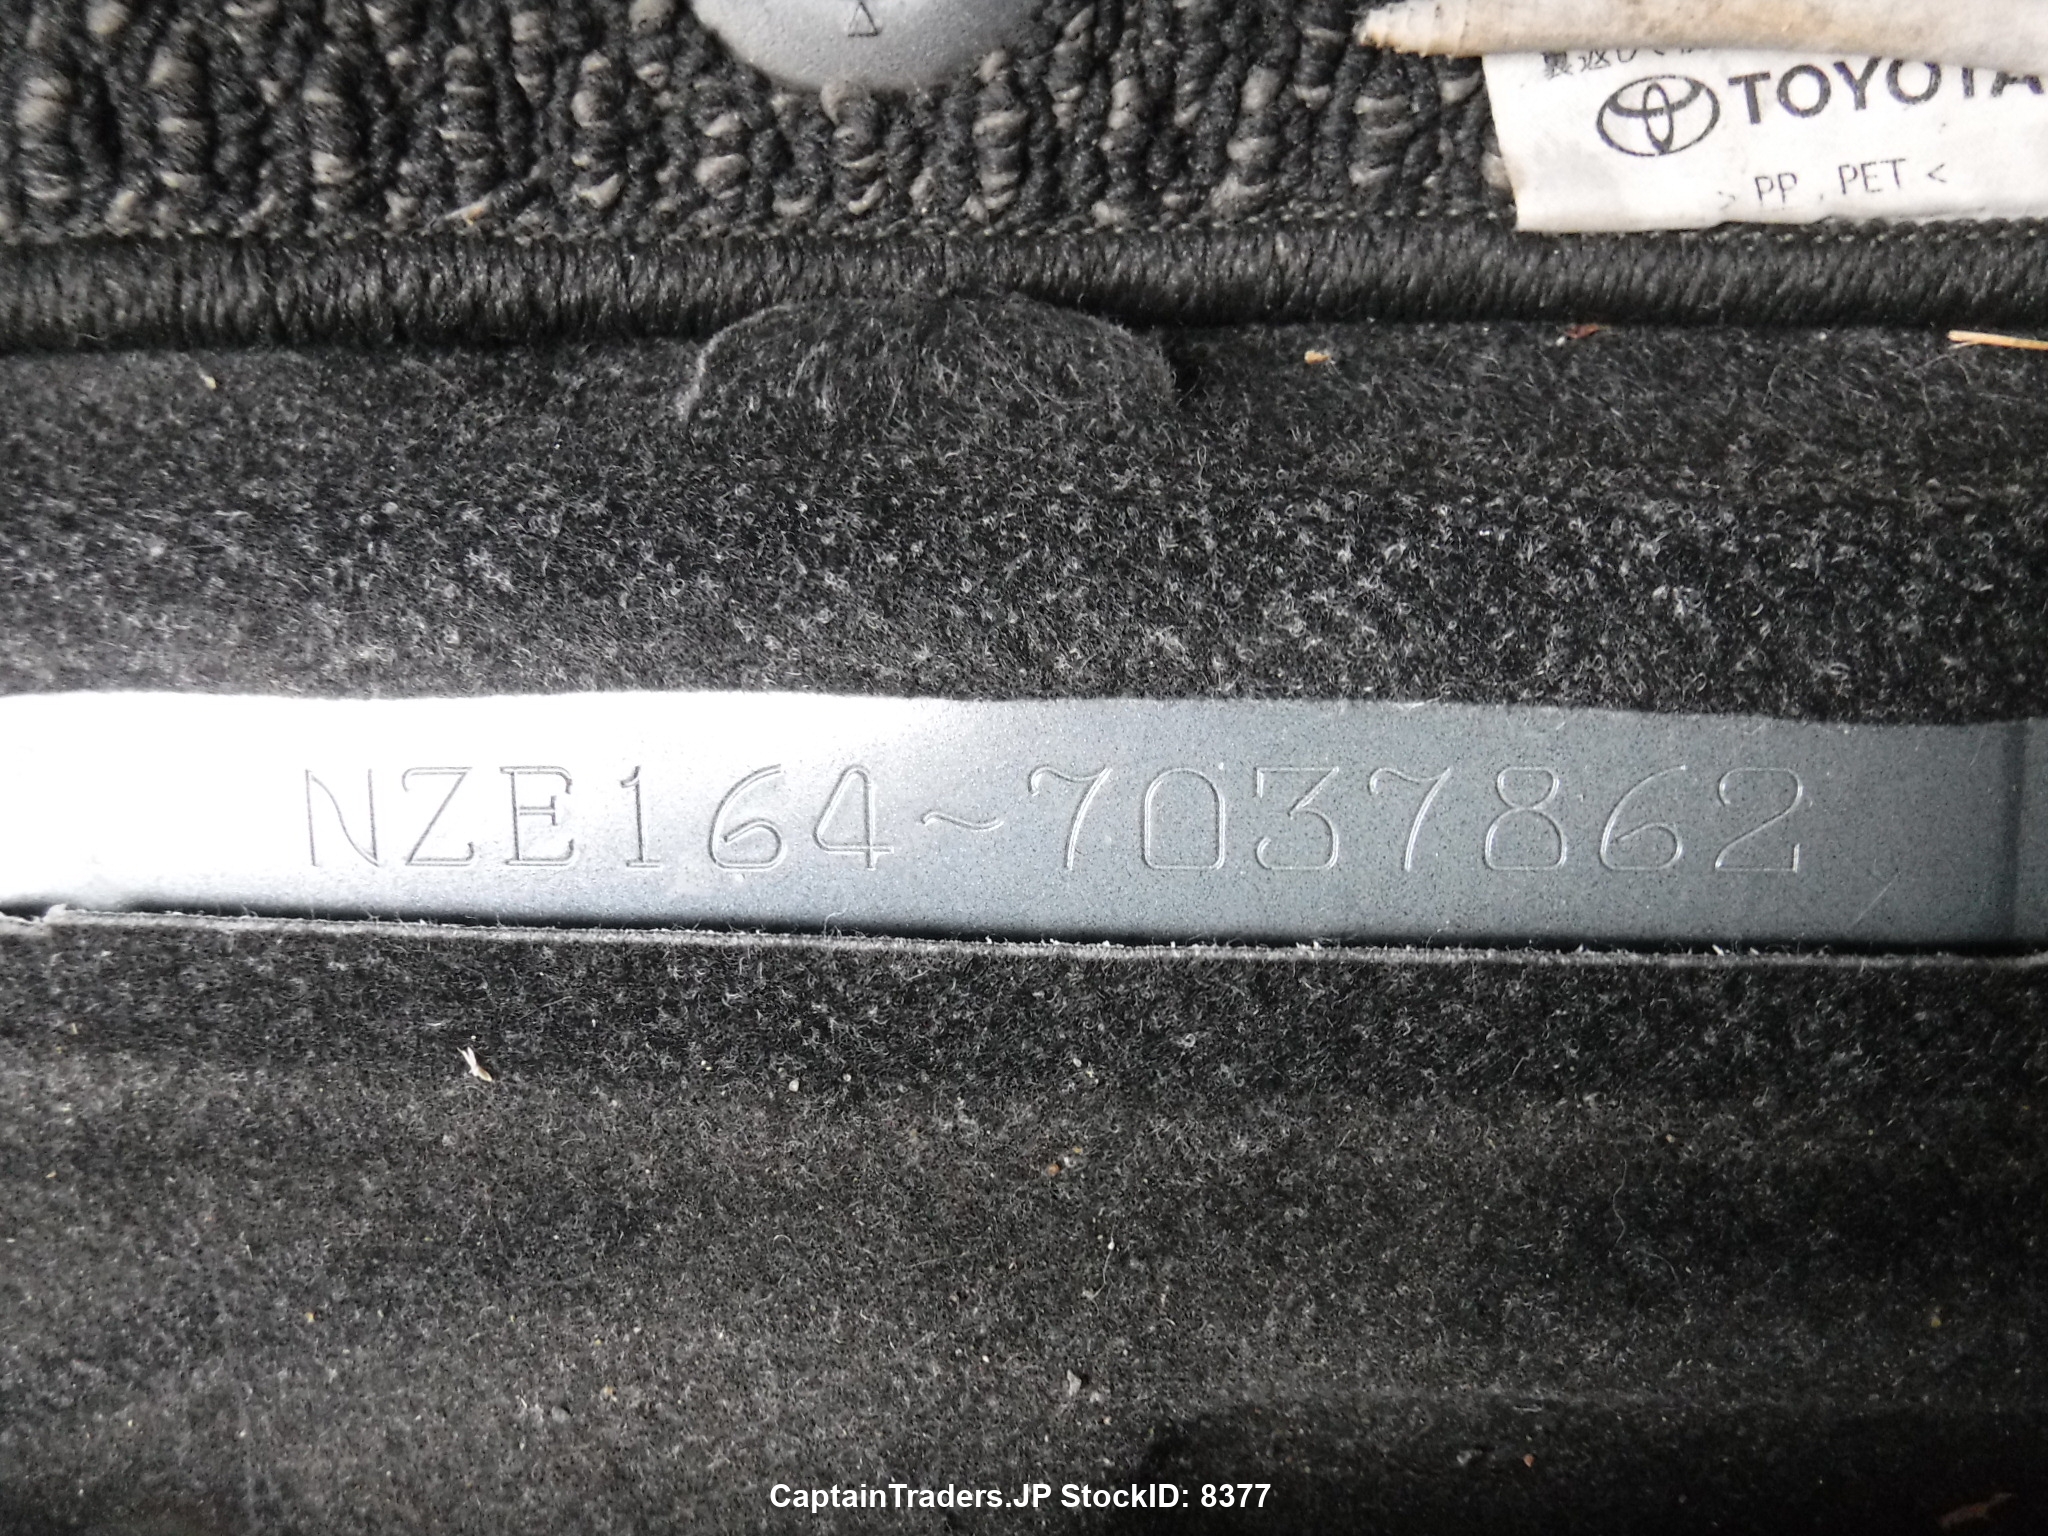 TOYOTA
> PP , PET <
NZE164~7037862
CaptainTraders.JP StockID: 8377